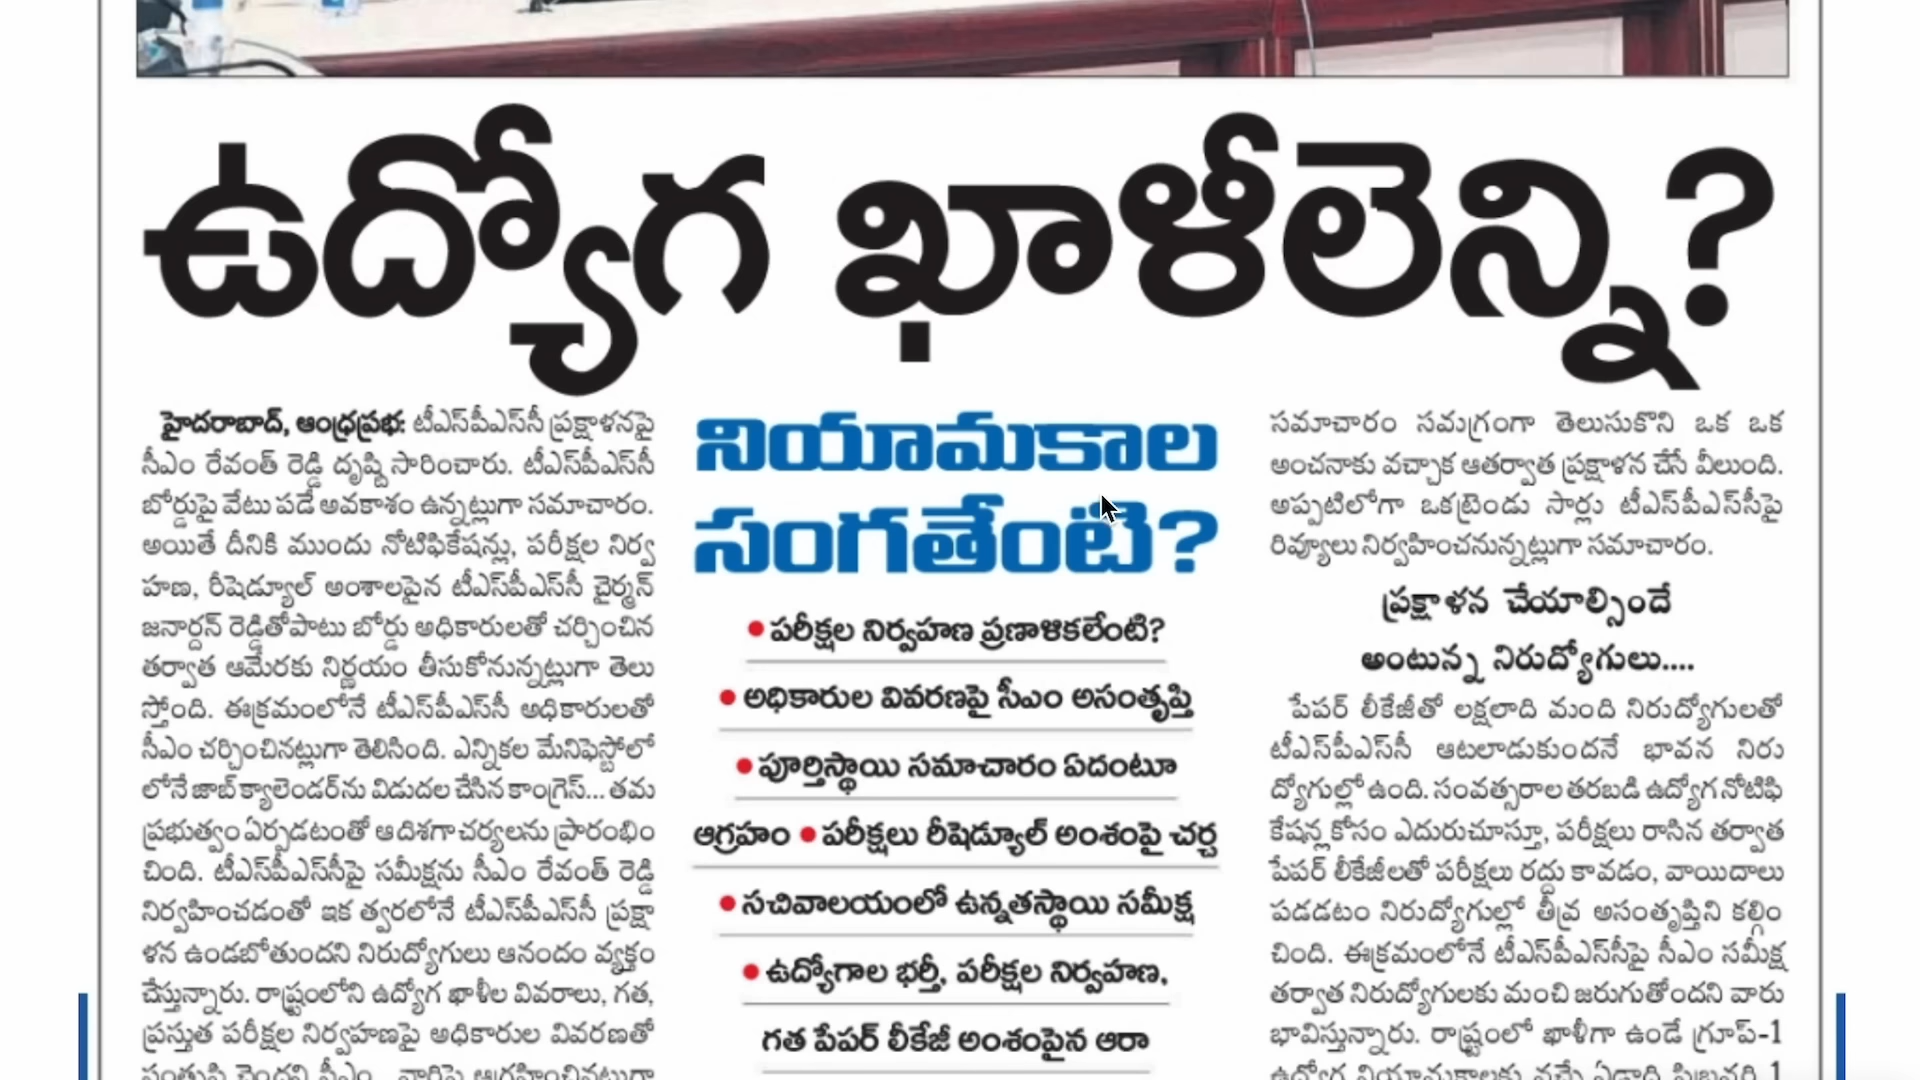 ఉద్యోగ ఖాళీలెన్ని?
హైదరాబాద్, ఆంధ్రప్రభ: టీఎస్‌పీఎస్‌సీ ప్రక్షాళనపై
సీఎం రేవంత్ రెడ్డి దృష్టి సారించారు. టీఎస్‌పీఎస్‌సీ
బోర్డుపై వేటు పడే అవకాశం ఉన్నట్లుగా సమాచారం.
అయితే దీనికి ముందు నోటిఫికేషన్లు, పరీక్షల నిర్వ
హణ, రీషెడ్యూల్ అంశాలపైన టీఎస్‌పీఎస్‌సీ చైర్మన్
జనార్దన్ రెడ్డితోపాటు బోర్డు అధికారులతో చర్చించిన
తర్వాత ఆమేరకు నిర్ణయం తీసుకోనున్నట్లుగా తెలు
స్తోంది. ఈక్రమంలోనే టీఎస్‌పీఎస్‌సీ అధికారులతో
సీఎం చర్చించినట్లుగా తెలిసింది. ఎన్నికల మేనిఫెస్టోలో
లోనే జాబ్ క్యాలెండర్‌ను విడుదల చేసిన కాంగ్రెస్... తమ
ప్రభుత్వం ఏర్పడటంతో ఆ దిశగా చర్యలను ప్రారంభిం
చింది. టీఎస్‌పీఎస్‌సీపై సమీక్షను సీఎం రేవంత్ రెడ్డి
నిర్వహించడంతో ఇక త్వరలోనే టీఎస్‌పీఎస్‌సీ ప్రక్షా
ళన ఉండబోతుందని నిరుద్యోగులు ఆనందం వ్యక్తం
చేస్తున్నారు. రాష్ట్రంలోని ఉద్యోగ ఖాళీల వివరాలు, గత,
ప్రస్తుత పరీక్షల నిర్వహణపై అధికారుల వివరణతో
నియామకాల
సంగతేంటి?
• పరీక్షల నిర్వహణ ప్రణాళికలేంటి?
• అధికారుల వివరణపై సీఎం అసంతృప్తి
• పూర్తిస్థాయి సమాచారం ఏదంటూ
ఆగ్రహం • పరీక్షలు రీషెడ్యూల్ అంశంపై చర్చ
• సచివాలయంలో ఉన్నతస్థాయి సమీక్ష
• ఉద్యోగాల భర్తీ, పరీక్షల నిర్వహణ,
గత పేపర్ లీకేజీ అంశంపైన ఆరా
సమాచారం సమగ్రంగా తెలుసుకొని ఒక ఒక
అంచనాకు వచ్చాక ఆతర్వాత ప్రక్షాళన చేసే వీలుంది.
అప్పటిలోగా ఒకట్రెండు సార్లు టీఎస్‌పీఎస్‌సీపై
రివ్యూలు నిర్వహించనున్నట్లుగా సమాచారం.
ప్రక్షాళన చేయాల్సిందే
అంటున్న నిరుద్యోగులు....
పేపర్ లీకేజీతో లక్షలాది మంది నిరుద్యోగులతో
టీఎస్‌పీఎస్‌సీ ఆటలాడుకుందనే భావన నిరు
ద్యోగుల్లో ఉంది. సంవత్సరాల తరబడి ఉద్యోగ నోటిఫి
కేషన్ల కోసం ఎదురుచూస్తూ, పరీక్షలు రాసిన తర్వాత
పేపర్ లీకేజీలతో పరీక్షలు రద్దు కావడం, వాయిదాలు
పడడటం నిరుద్యోగుల్లో తీవ్ర అసంతృప్తిని కల్గిం
చింది. ఈక్రమంలోనే టీఎస్‌పీఎస్‌సీపై సీఎం సమీక్ష
తర్వాత నిరుద్యోగులకు మంచి జరుగుతోందని వారు
భావిస్తున్నారు. రాష్ట్రంలో ఖాళీగా ఉండే గ్రూప్-1